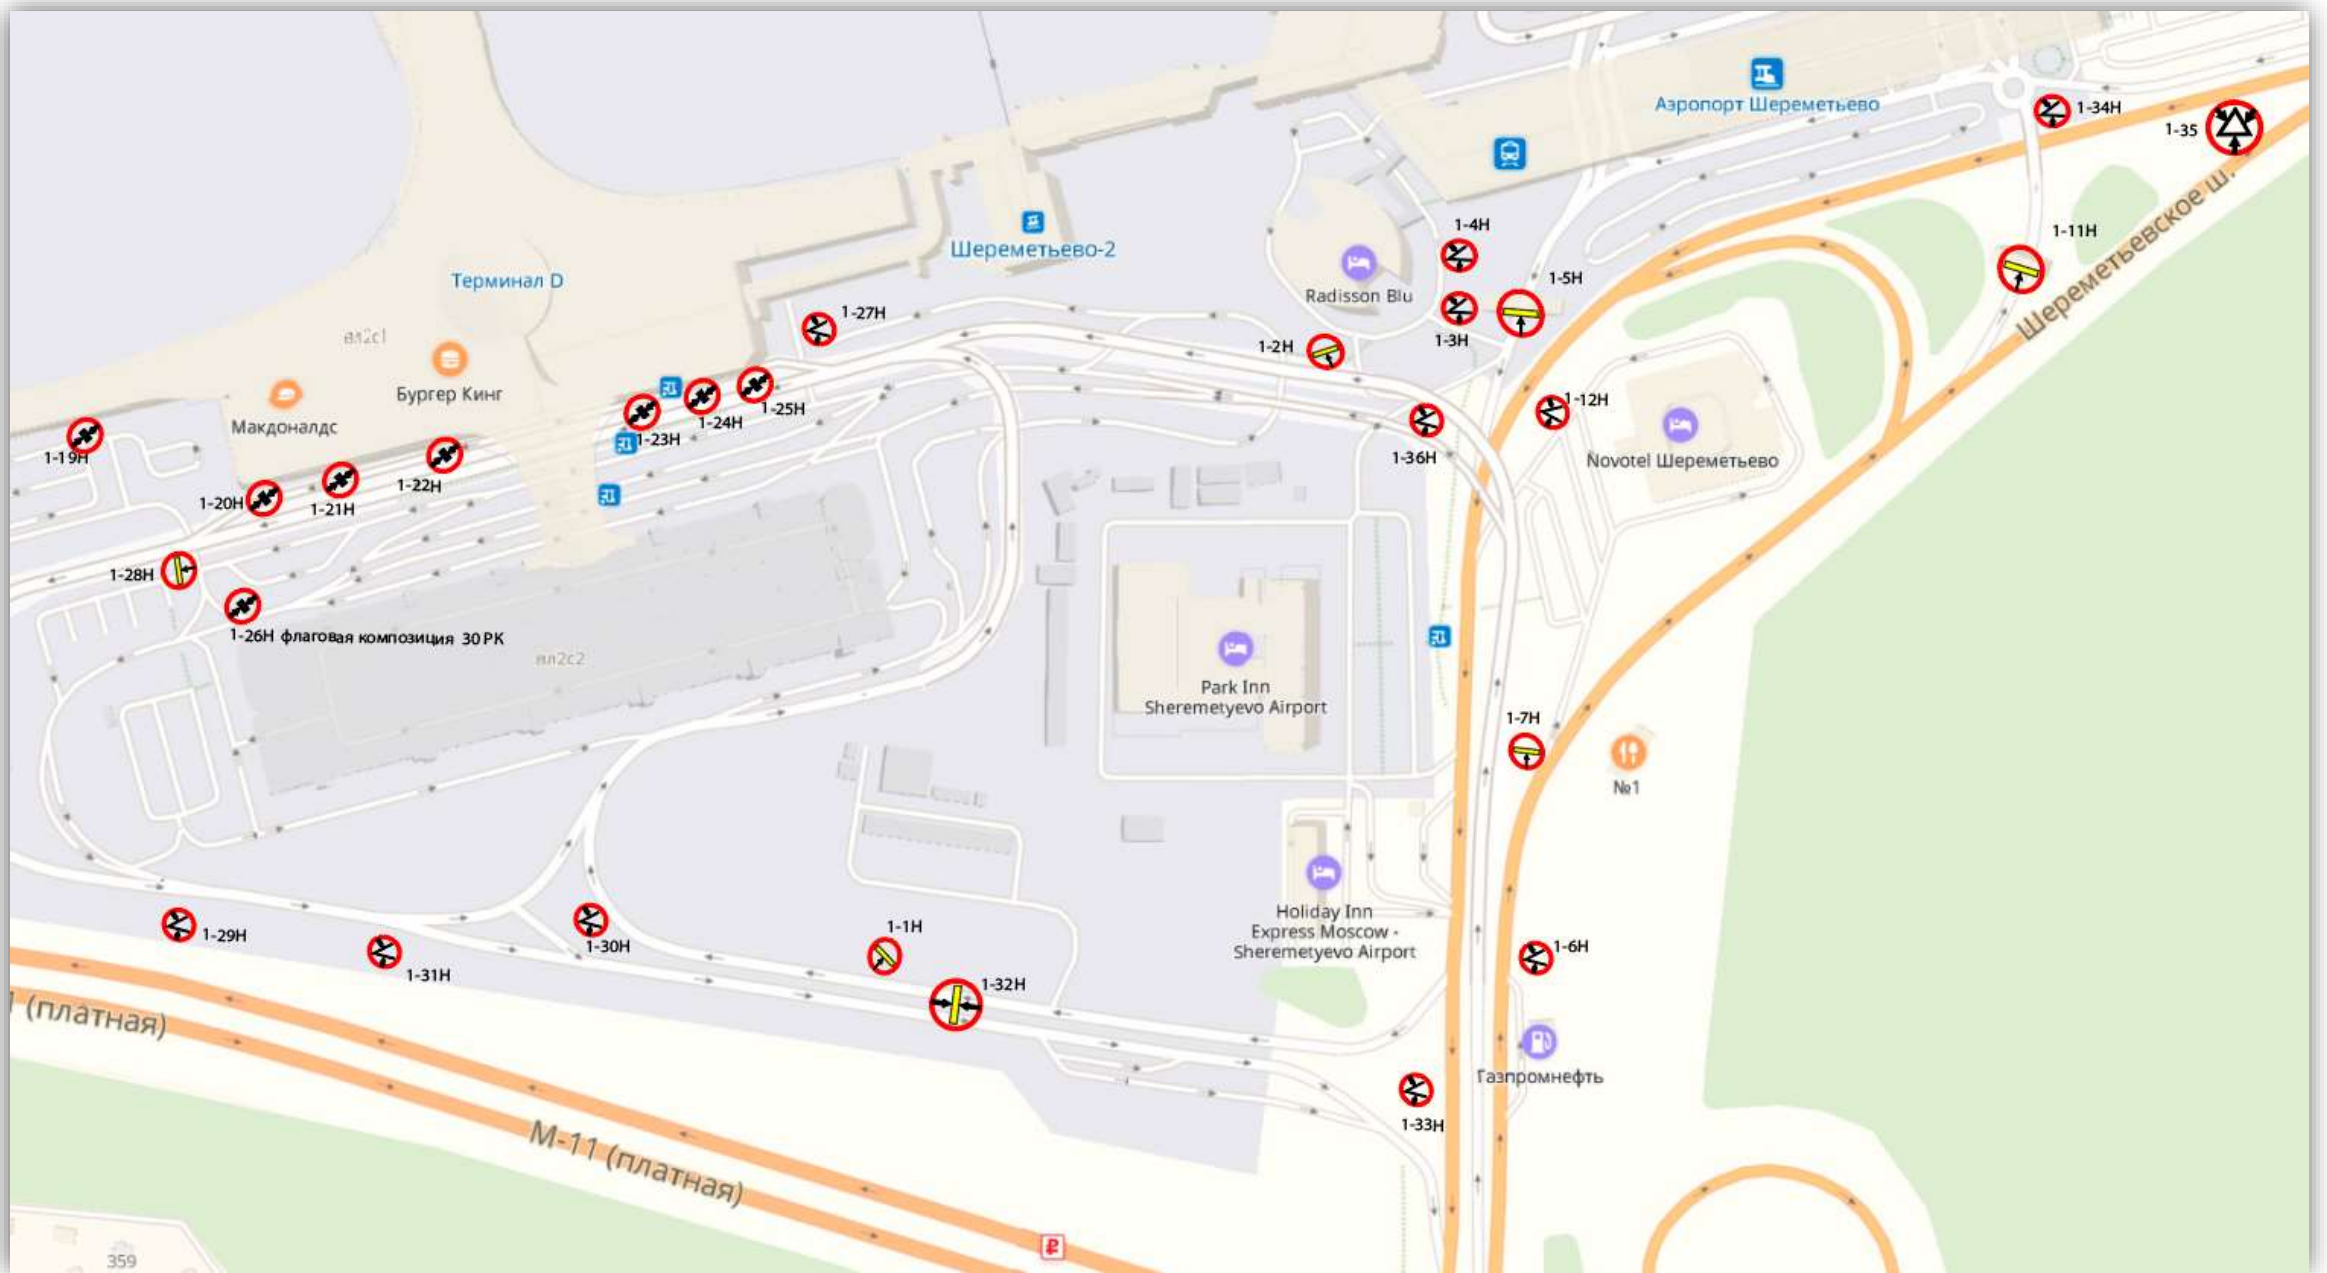 Аэропорт Шереметьево
1-34Н
1-35
Шереметьево-2
1-4Н
1-11Н
Терминал D
1-5Н
Radisson Blu
Шереметьевское ш.
1-27Н
вл2с1
1-3Н
1-2Н
Бургер Кинг
1-25Н
1-12Н
1-24Н
Макдоналдс
1-23Н
1-19Н
1-36Н
Novotel Шереметьево
1-22Н
1-20Н
1-21Н
1-28Н
1-26Н флаговая композиция 30 РК
вл2с2
Park Inn
Sheremetyevo Airport
1-7Н
№1
Holiday Inn
Express Moscow -
Sheremetyevo Airport
1-1Н
1-29Н
1-30Н
1-6Н
1-31Н
1-32Н
(платная)
Газпромнефть
1-33Н
М-11 (платная)
₽
359